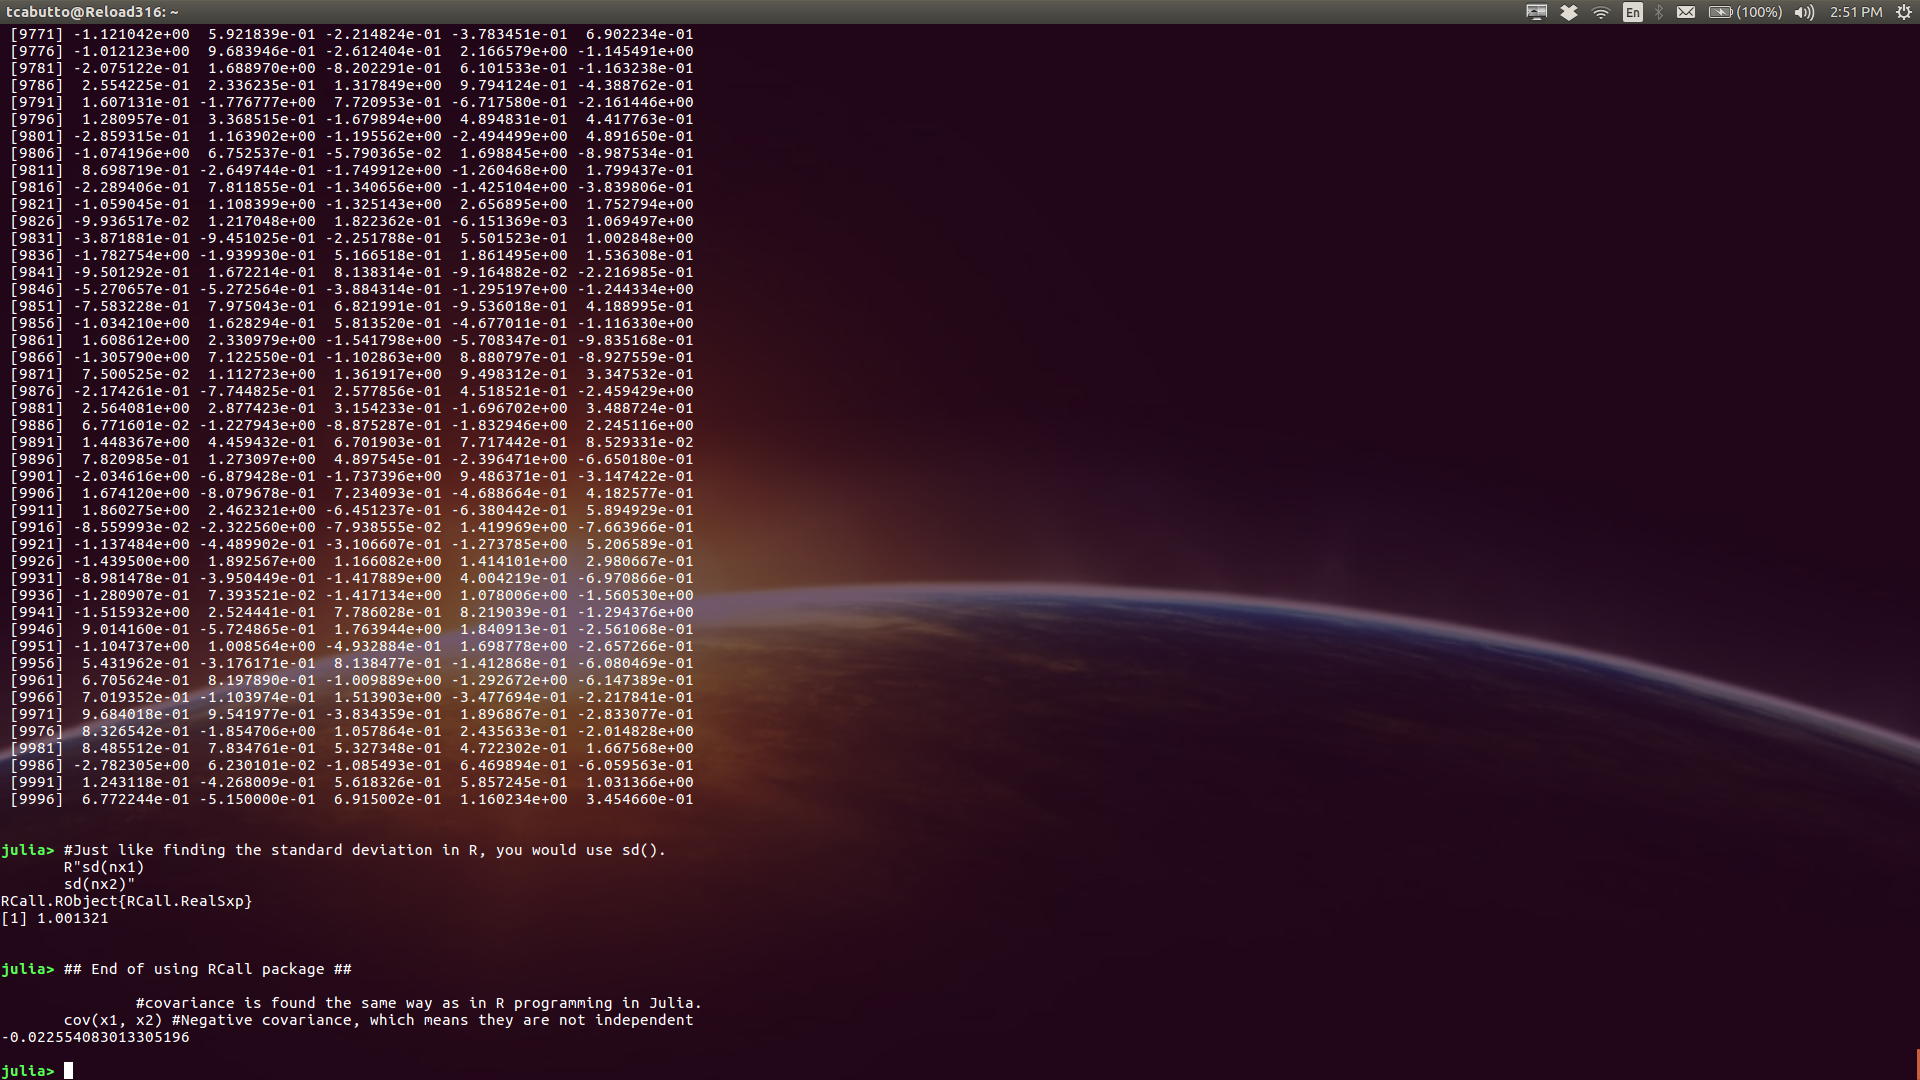 tcabutto@Reload316: ~ En (100%) 2:51 PM
[9771] -1.121042e+00 5.921839e-01 -2.214824e-01 -3.783451e-01 6.902234e-01
[9776] -1.012123e+00 9.683946e-01 -2.612404e-01 2.166579e+00 -1.145491e+00
[9781] -2.075122e-01 1.688970e+00 -8.202291e-01 6.101533e-01 -1.163238e-01
[9786] 2.554225e-01 2.336235e-01 1.317849e+00 9.794124e-01 -4.388762e-01
[9791] 1.607131e-01 -1.776777e+00 7.720953e-01 -6.717580e-01 -2.161446e+00
[9796] 1.280957e-01 3.368515e-01 -1.679894e+00 4.894831e-01 4.417763e-01
[9801] -2.859315e-01 1.163902e+00 -1.195562e+00 -2.494499e+00 4.891650e-01
[9806] -1.074196e+00 6.752537e-01 -5.790365e-02 1.698845e+00 -8.987534e-01
[9811] 8.698719e-01 -2.649744e-01 -1.749912e+00 -1.260468e+00 1.799437e-01
[9816] -2.289406e-01 7.811855e-01 -1.340656e+00 -1.425104e+00 -3.839806e-01
[9821] -1.059045e-01 1.108399e+00 -1.325143e+00 2.656895e+00 1.752794e+00
[9826] -9.936517e-02 1.217048e+00 1.822362e-01 -6.151369e-03 1.069497e+00
[9831] -3.871881e-01 -9.451025e-01 -2.251788e-01 5.501523e-01 1.002848e+00
[9836] -1.782754e+00 -1.939930e-01 5.166518e-01 1.861495e+00 1.536308e-01
[9841] -9.501292e-01 1.672214e-01 8.138314e-01 -9.164882e-02 -2.216985e-01
[9846] -5.270657e-01 -5.272564e-01 -3.884314e-01 -1.295197e+00 -1.244334e+00
[9851] -7.583228e-01 7.975043e-01 6.821991e-01 -9.536018e-01 4.188995e-01
[9856] -1.034210e+00 1.628294e-01 5.813520e-01 -4.677011e-01 -1.116330e+00
[9861] 1.608612e+00 2.330979e+00 -1.541798e+00 -5.708347e-01 -9.835168e-01
[9866] -1.305790e+00 7.122550e-01 -1.102863e+00 8.880797e-01 -8.927559e-01
[9871] 7.500525e-02 1.112723e+00 1.361917e+00 9.498312e-01 3.347532e-01
[9876] -2.174261e-01 -7.744825e-01 2.577856e-01 4.518521e-01 -2.459429e+00
[9881] 2.564081e+00 2.877423e-01 3.154233e-01 -1.696702e+00 3.488724e-01
[9886] 6.771601e-02 -1.227943e+00 -8.875287e-01 -1.832946e+00 2.245116e+00
[9891] 1.448367e+00 4.459432e-01 6.701903e-01 7.717442e-01 8.529331e-02
[9896] 7.820985e-01 1.273097e+00 4.897545e-01 -2.396471e+00 -6.650180e-01
[9901] -2.034616e+00 -6.879428e-01 -1.737396e+00 9.486371e-01 -3.147422e-01
[9906] 1.674120e+00 -8.079678e-01 7.234093e-01 -4.688664e-01 4.182577e-01
[9911] 1.860275e+00 2.462321e+00 -6.451237e-01 -6.380442e-01 5.894929e-01
[9916] -8.559993e-02 -2.322560e+00 -7.938555e-02 1.419969e+00 -7.663966e-01
[9921] -1.137484e+00 -4.489902e-01 -3.106607e-01 -1.273785e+00 5.206589e-01
[9926] -1.439500e+00 1.892567e+00 1.166082e+00 1.414101e+00 2.980667e-01
[9931] -8.981478e-01 -3.950449e-01 -1.417889e+00 4.004219e-01 -6.970866e-01
[9936] -1.280907e-01 7.393521e-02 -1.417134e+00 1.078006e+00 -1.560530e+00
[9941] -1.515932e+00 2.524441e-01 7.786028e-01 8.219039e-01 -1.294376e+00
[9946] 9.014160e-01 -5.724865e-01 1.763944e+00 1.840913e-01 -2.561068e-01
[9951] -1.104737e+00 1.008564e+00 -4.932884e-01 1.698778e+00 -2.657266e-01
[9956] 5.431962e-01 -3.176171e-01 8.138477e-01 -1.412868e-01 -6.080469e-01
[9961] 6.705624e-01 8.197890e-01 -1.009889e+00 -1.292672e+00 -6.147389e-01
[9966] 7.019352e-01 -1.103974e+00 1.513903e+00 -3.477694e-01 -2.217841e-01
[9971] 9.684018e-01 9.541977e-01 -3.834359e-01 1.896867e-01 -2.833077e-01
[9976] 8.326542e-01 -1.854706e+00 1.057864e-01 2.435633e-01 -2.014828e+00
[9981] 8.485512e-01 7.834761e-01 5.327348e-01 4.722302e-01 1.667568e+00
[9986] -2.782305e+00 6.230101e-02 -1.085493e-01 6.469894e-01 -6.059563e-01
[9991] 1.243118e-01 -4.268009e-01 5.618326e-01 5.857245e-01 1.031366e+00
[9996] 6.772244e-01 -5.150000e-01 6.915002e-01 1.160234e+00 3.454660e-01
julia> #Just like finding the standard deviation in R, you would use sd().
R"sd(nx1)
sd(nx2)"
RCall.RObject{RCall.RealSxp}
[1] 1.001321
julia> ## End of using RCall package ##
#covariance is found the same way as in R programming in Julia.
cov(x1, x2) #Negative covariance, which means they are not independent
-0.022554083013305196
julia>